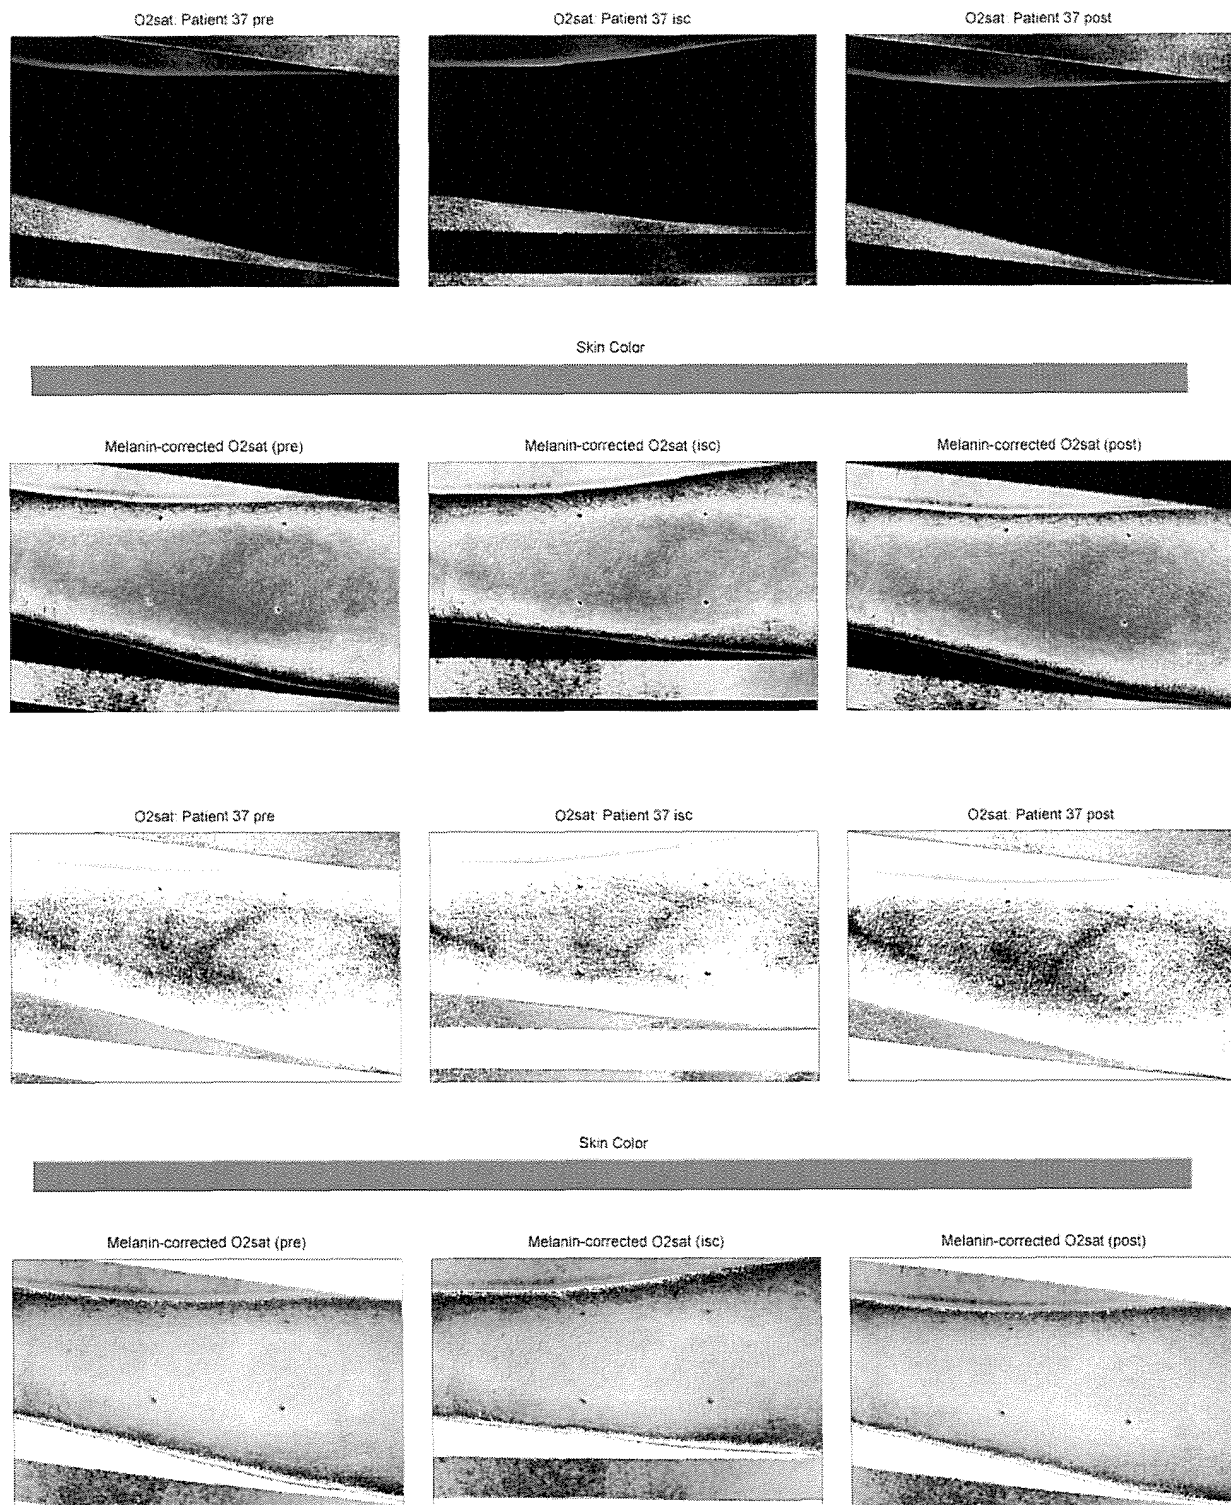 O2sat: Patient 37 pre
O2sat: Patient 37 isc
O2sat: Patient 37 post
Skin Color
Melanin-corrected O2sat (pre)
Melanin-corrected O2sat (isc)
Melanin-corrected O2sat (post)
O2sat: Patient 37 pre
O2sat: Patient 37 isc
O2sat: Patient 37 post
Skin Color
Melanin-corrected O2sat (pre)
Melanin-corrected O2sat (isc)
Melanin-corrected O2sat (post)